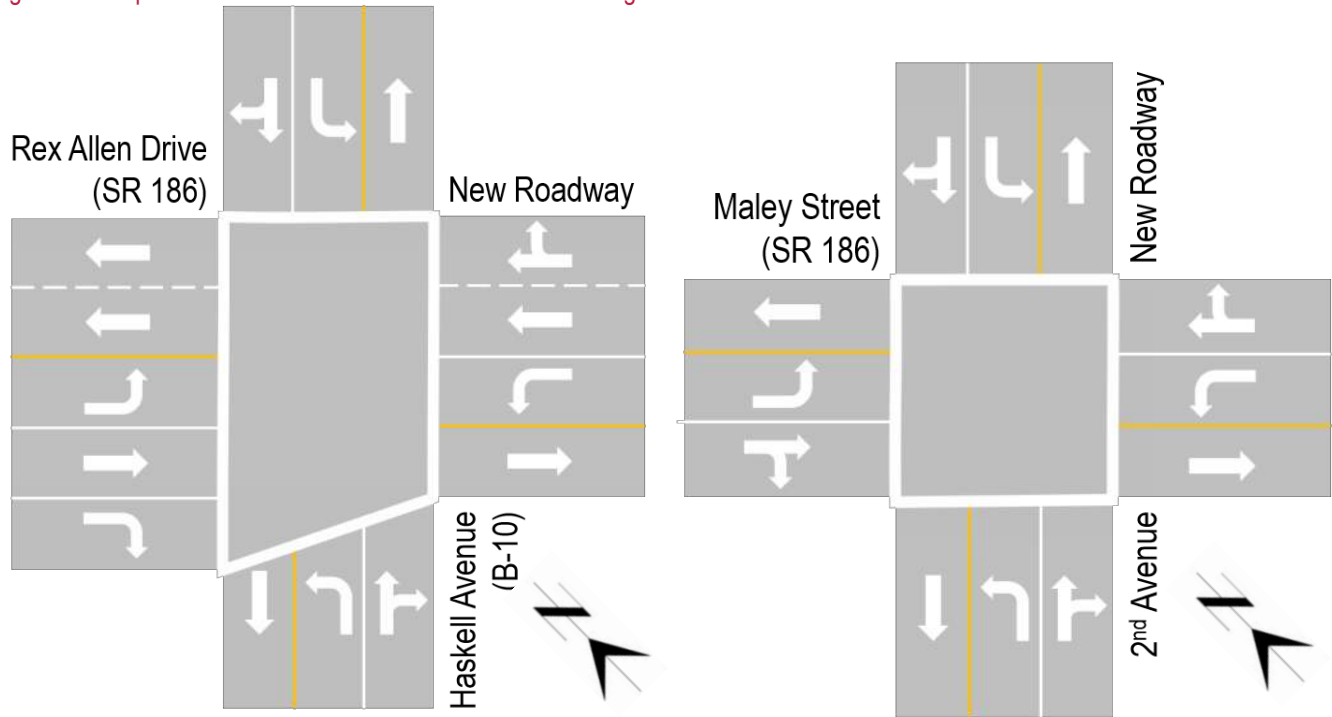 Rex Allen Drive
(SR 186)
New Roadway
Haskell Avenue
(B-10)
Maley Street
(SR 186)
New Roadway
2nd Avenue